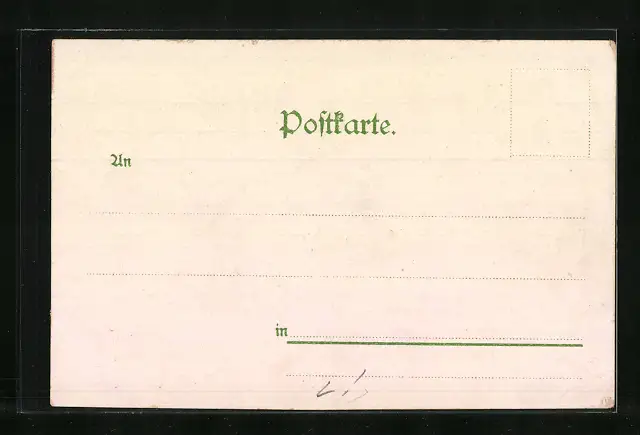 Postkarte.
An
in